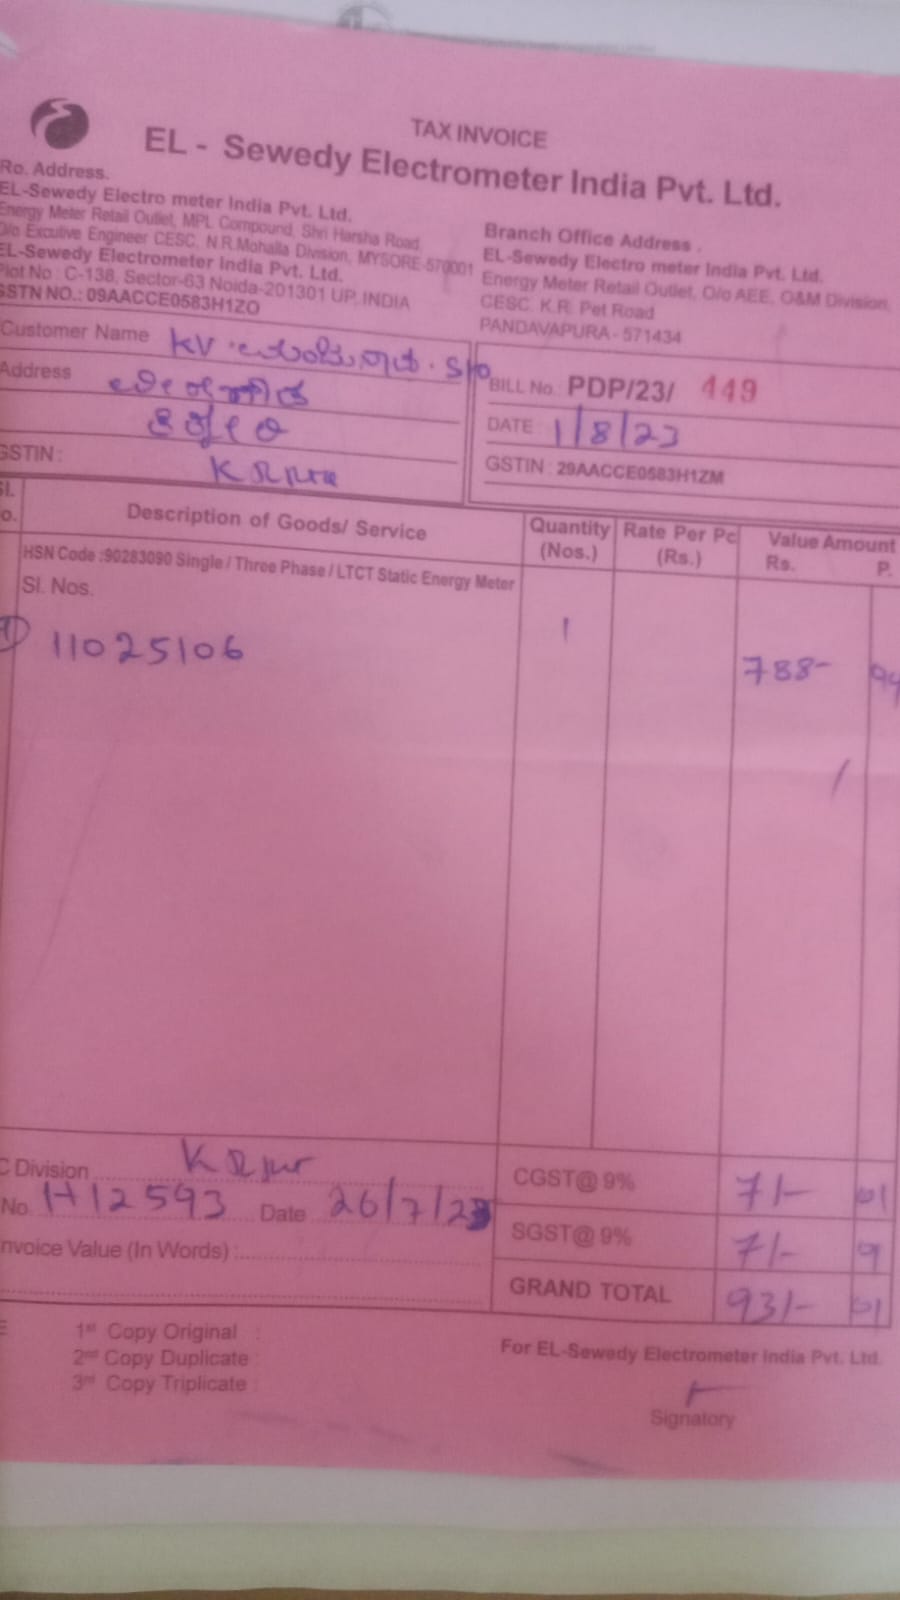 TAX INVOICE
EL - Sewedy Electrometer India Pvt. Ltd.
Ro. Address.
EL-Sewedy Electro meter India Pvt. Ltd.
Energy Meter Retail Outlet, MPL Compound, Shri Harsha Road,
O/o Excutive Engineer CESC, N.R.Mohalla Division, MYSORE-570001
EL-Sewedy Electrometer India Pvt. Ltd.
Plot No : C-138, Sector-63 Noida-201301 UP. INDIA
GSTN NO.: 09AACCE0583H1ZO
Branch Office Address .
EL-Sewedy Electro meter India Pvt. Ltd.
Energy Meter Retail Outlet, O/o AEE, O&M Division,
CESC. K.R. Pet Road
PANDAVAPURA - 571434
Customer Name KV S/o
Address
GSTIN :
BILL No. PDP/23/ 449
DATE 1/8/23
GSTIN : 29AACCE0583H1ZM
Sl. No. Description of Goods/ Service Quantity (Nos.) Rate Per Pc (Rs.) Value Amount Rs. P.
HSN Code :90283090 Single / Three Phase / LTCT Static Energy Meter
Sl. Nos.
① 11025106 1 788- 94
Division
No. H12593 Date 26/7/23
Invoice Value (In Words) :
CGST@ 9% 71/- 01
SGST@ 9% 71/-
GRAND TOTAL 931/- 01
1st Copy Original :
2nd Copy Duplicate :
3rd Copy Triplicate :
For EL-Sewedy Electrometer India Pvt. Ltd.
Signatory